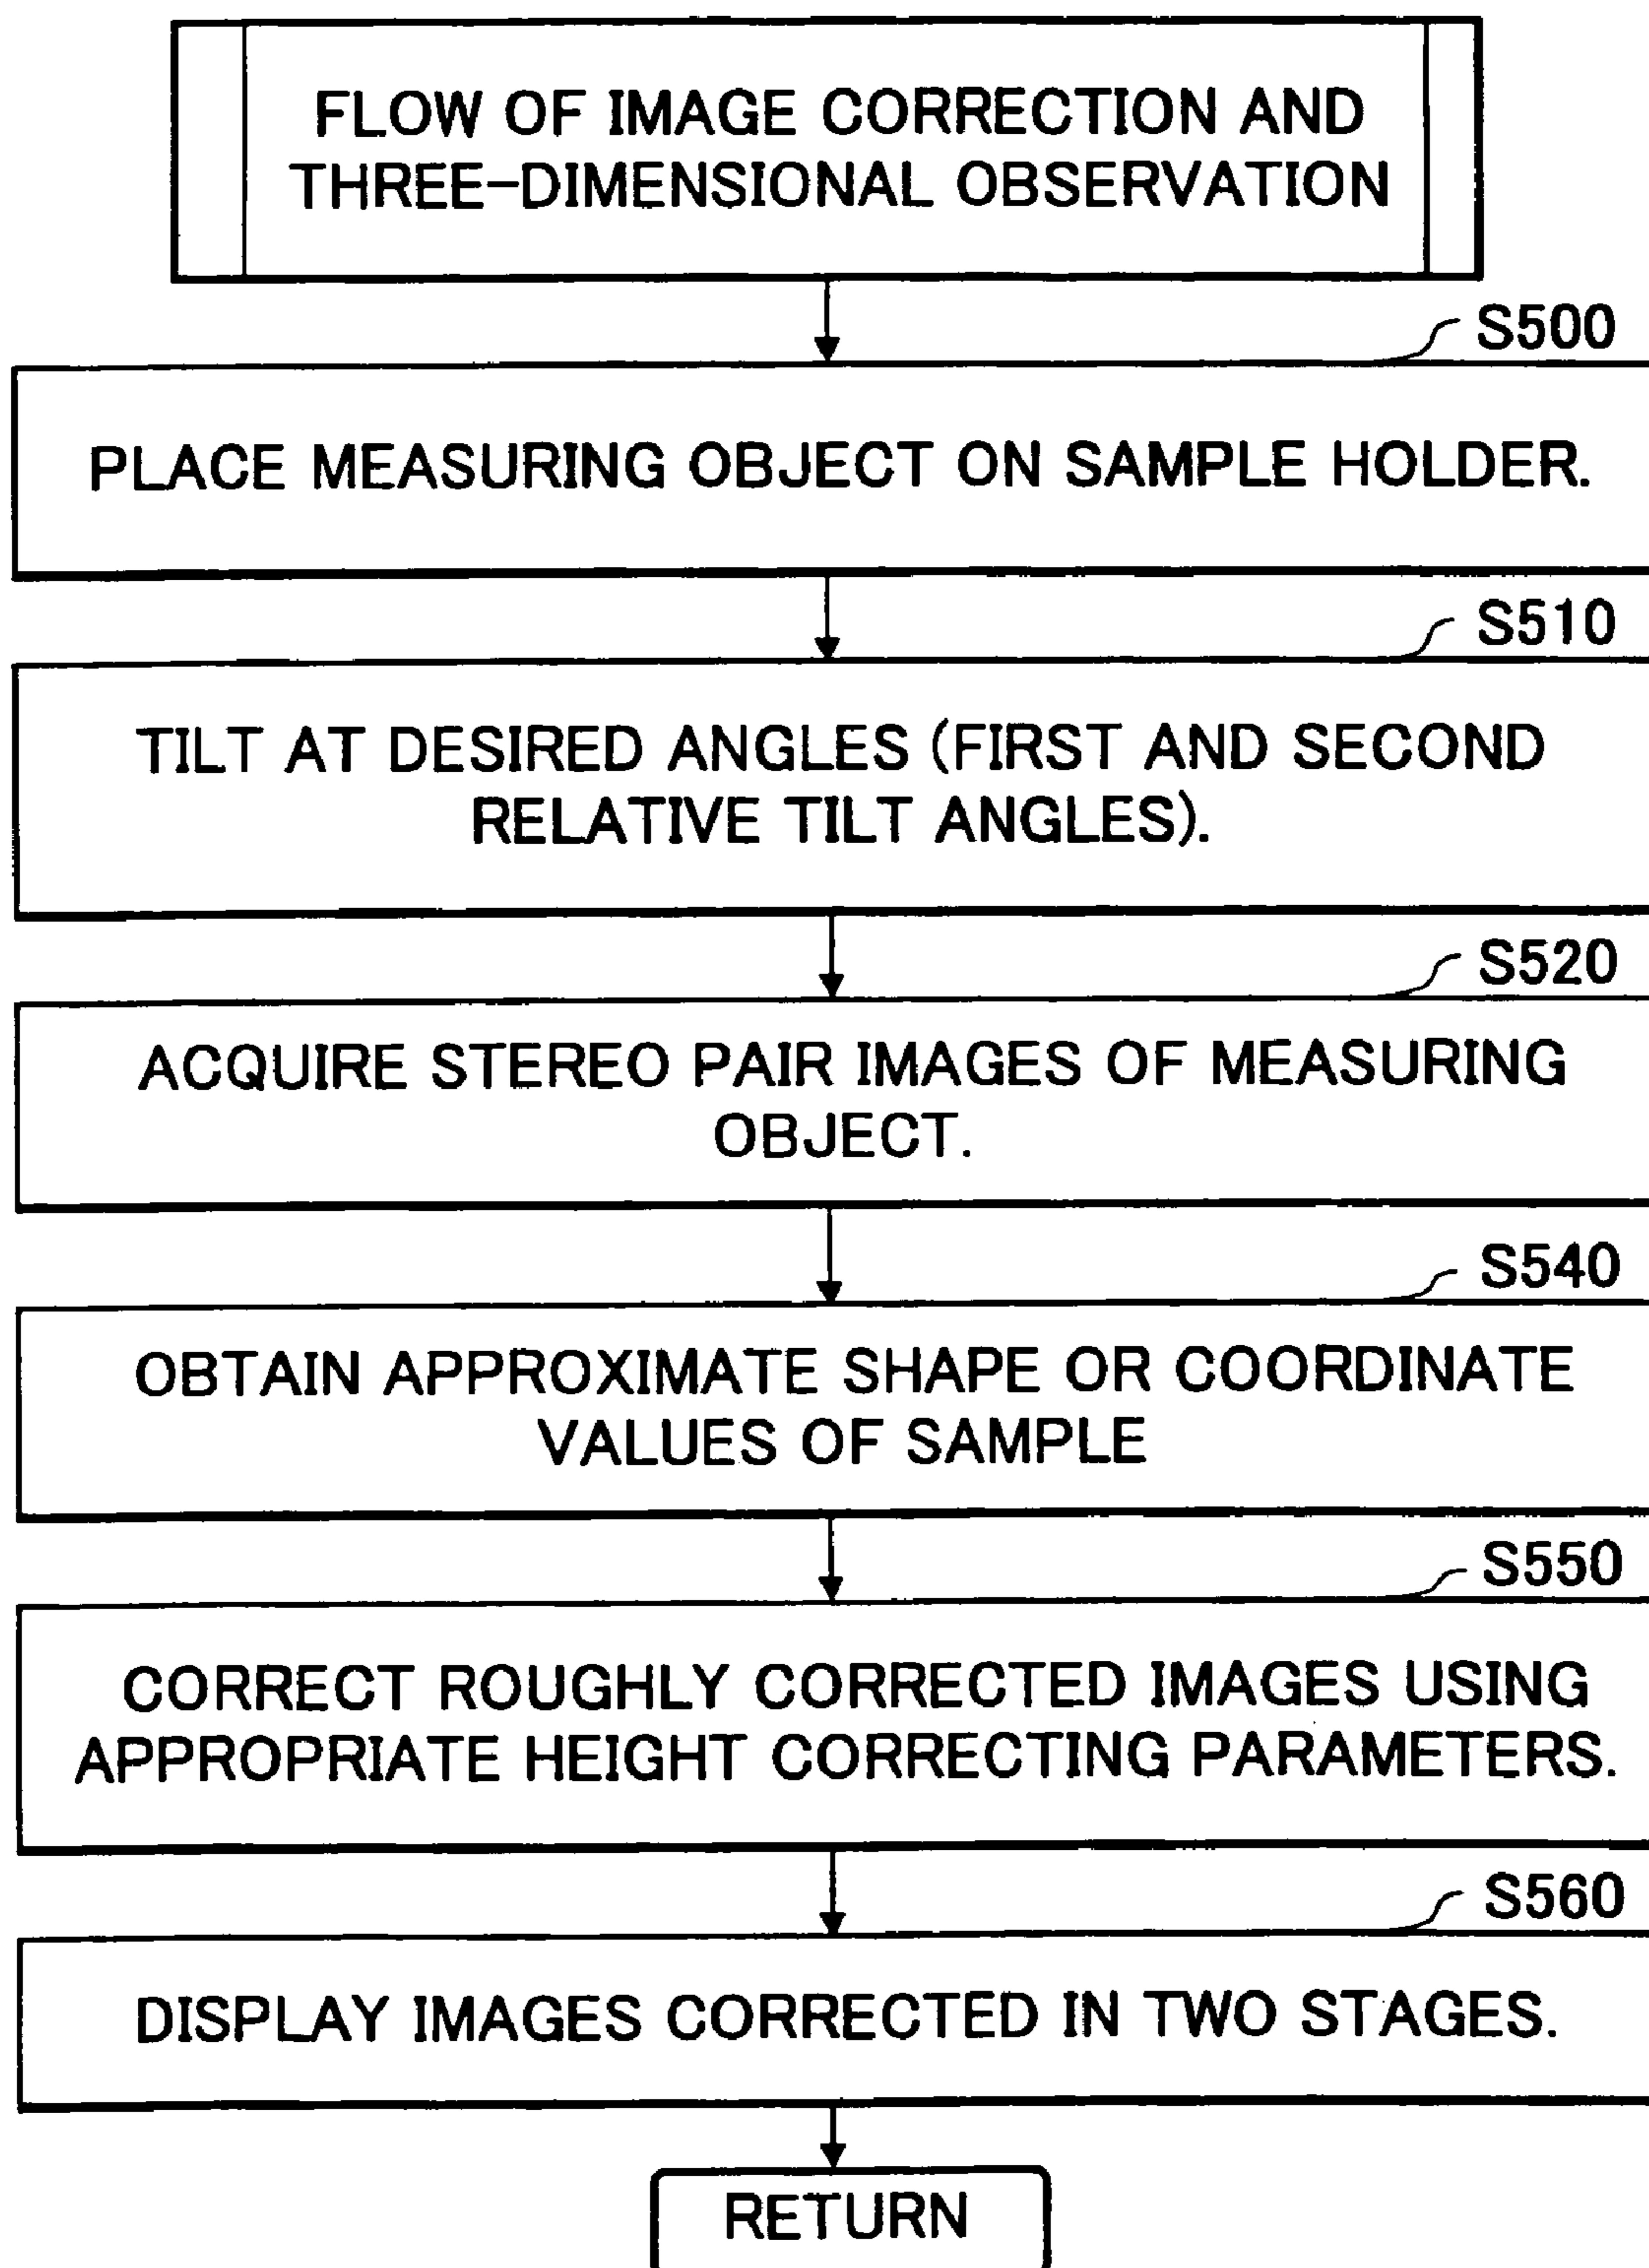 FLOW OF IMAGE CORRECTION AND
THREE-DIMENSIONAL OBSERVATION
S500
PLACE MEASURING OBJECT ON SAMPLE HOLDER.
S510
TILT AT DESIRED ANGLES (FIRST AND SECOND
RELATIVE TILT ANGLES).
S520
ACQUIRE STEREO PAIR IMAGES OF MEASURING
OBJECT.
S540
OBTAIN APPROXIMATE SHAPE OR COORDINATE
VALUES OF SAMPLE
S550
CORRECT ROUGHLY CORRECTED IMAGES USING
APPROPRIATE HEIGHT CORRECTING PARAMETERS.
S560
DISPLAY IMAGES CORRECTED IN TWO STAGES.
RETURN